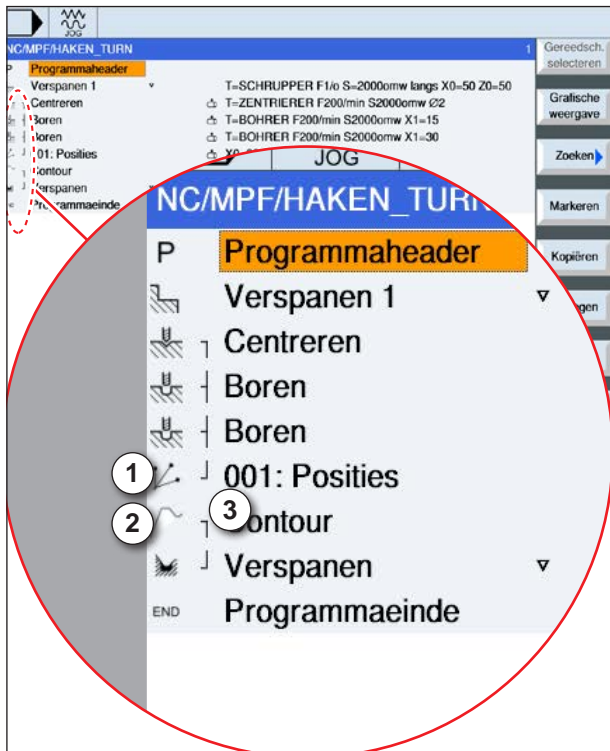 JOG
NC/MPF/HAKEN_TURN 1
P Programmaheader
Verspanen 1 T=SCHRUPPER F1/o S=2000omw langs X0=50 Z0=50
Centreren T=ZENTRIERER F200/min S2000omw Ø2
Boren T=BOHRER F200/min S2000omw X1=15
Boren T=BOHRER F200/min S2000omw X1=30
001: Posities
Contour
Verspanen
Programmaeinde
Gereedsch.
selecteren
Grafische
weergave
Zoeken
Markeren
Kopiëren
JOG
NC/MPF/HAKEN_TURN
P Programmaheader
Verspanen 1
Centreren
Boren
Boren
1 001: Posities
2 3 Contour
Verspanen
END Programmaeinde